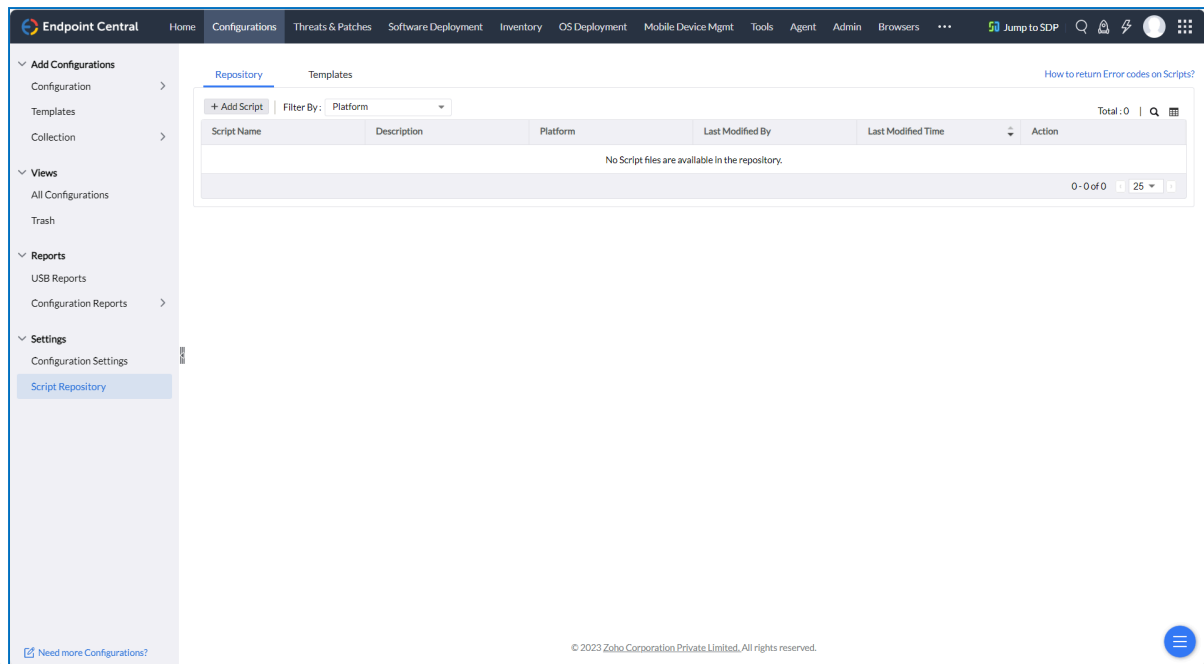 Endpoint Central Home Configurations Threats & Patches Software Deployment Inventory OS Deployment Mobile Device Mgmt Tools Agent Admin Browsers ••• Jump to SDP
Add Configurations
Configuration
Templates
Collection
Views
All Configurations
Trash
Reports
USB Reports
Configuration Reports
Settings
Configuration Settings
Script Repository
Need more Configurations?
Repository Templates How to return Error codes on Scripts?
+ Add Script Filter By : Platform Total : 0
Script Name Description Platform Last Modified By Last Modified Time Action
No Script files are available in the repository.
0 - 0 of 0 25
© 2023 Zoho Corporation Private Limited. All rights reserved.